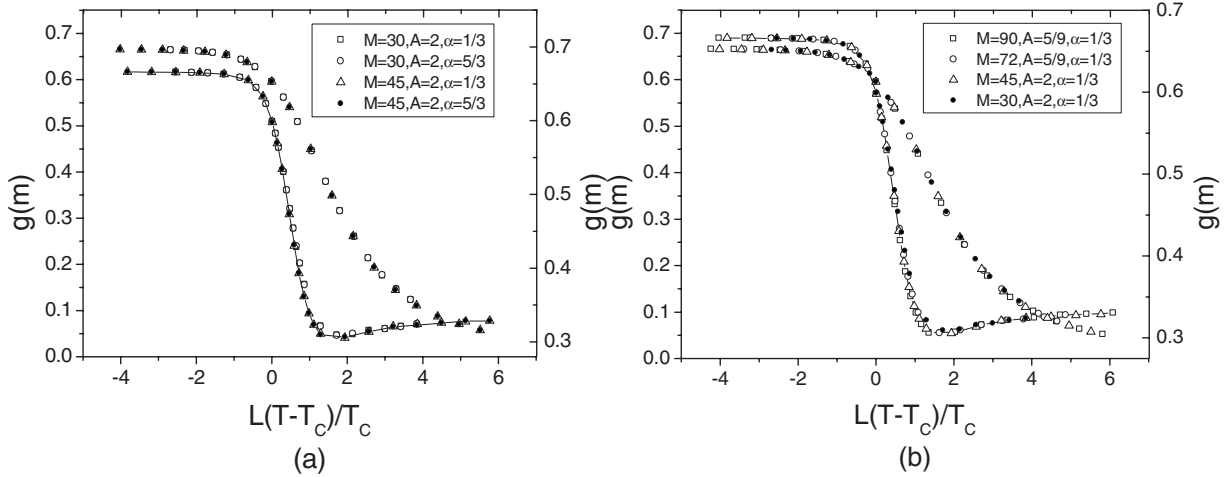 0.7
0.6
0.5
0.4
0.3
0.2
0.1
0.0
g(m)
M=30,A=2,α=1/3
M=30,A=2,α=5/3
M=45,A=2,α=1/3
M=45,A=2,α=5/3
0.7
0.6
0.5
0.4
0.3
g(m)
-4 -2 0 2 4 6
L(T-T_C)/T_C
(a)
0.7
0.6
0.5
0.4
0.3
0.2
0.1
0.0
g(m)
M=90,A=5/9,α=1/3
M=72,A=5/9,α=1/3
M=45,A=2,α=1/3
M=30,A=2,α=1/3
0.7
0.6
0.5
0.4
0.3
g(m)
-4 -2 0 2 4 6
L(T-T_C)/T_C
(b)